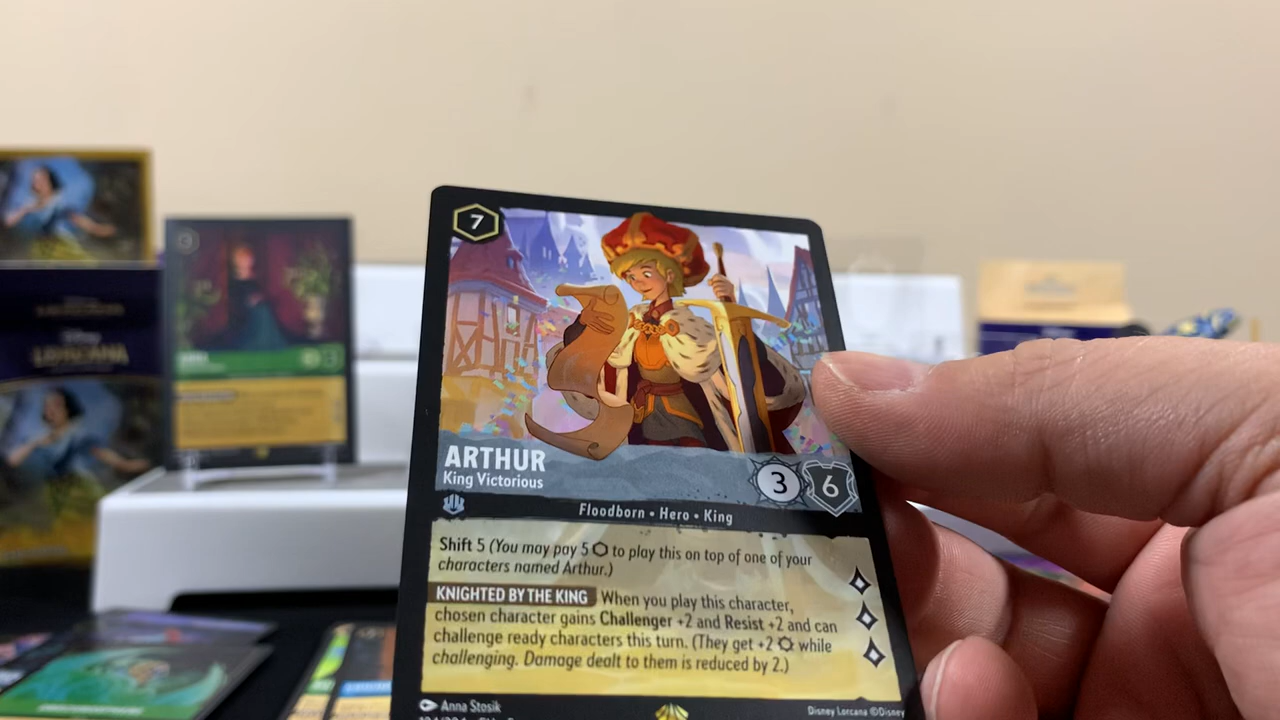 7
ARTHUR
King Victorious
3
6
Floodborn • Hero • King
Shift 5 (You may pay 5 ⬡ to play this on top of one of your
characters named Arthur.)
KNIGHTED BY THE KING When you play this character,
chosen character gains Challenger +2 and Resist +2 and can
challenge ready characters this turn. (They get +2 ¤ while
challenging. Damage dealt to them is reduced by 2.)
Anna Stosik
Disney Lorcana ©Disney
LORCANA